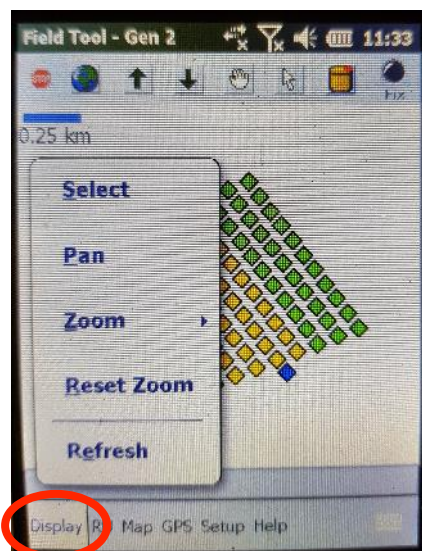 Field Tool - Gen 2 11:33
Fix
0.25 km
Select
Pan
Zoom
Reset Zoom
Refresh
Display Map GPS Setup Help